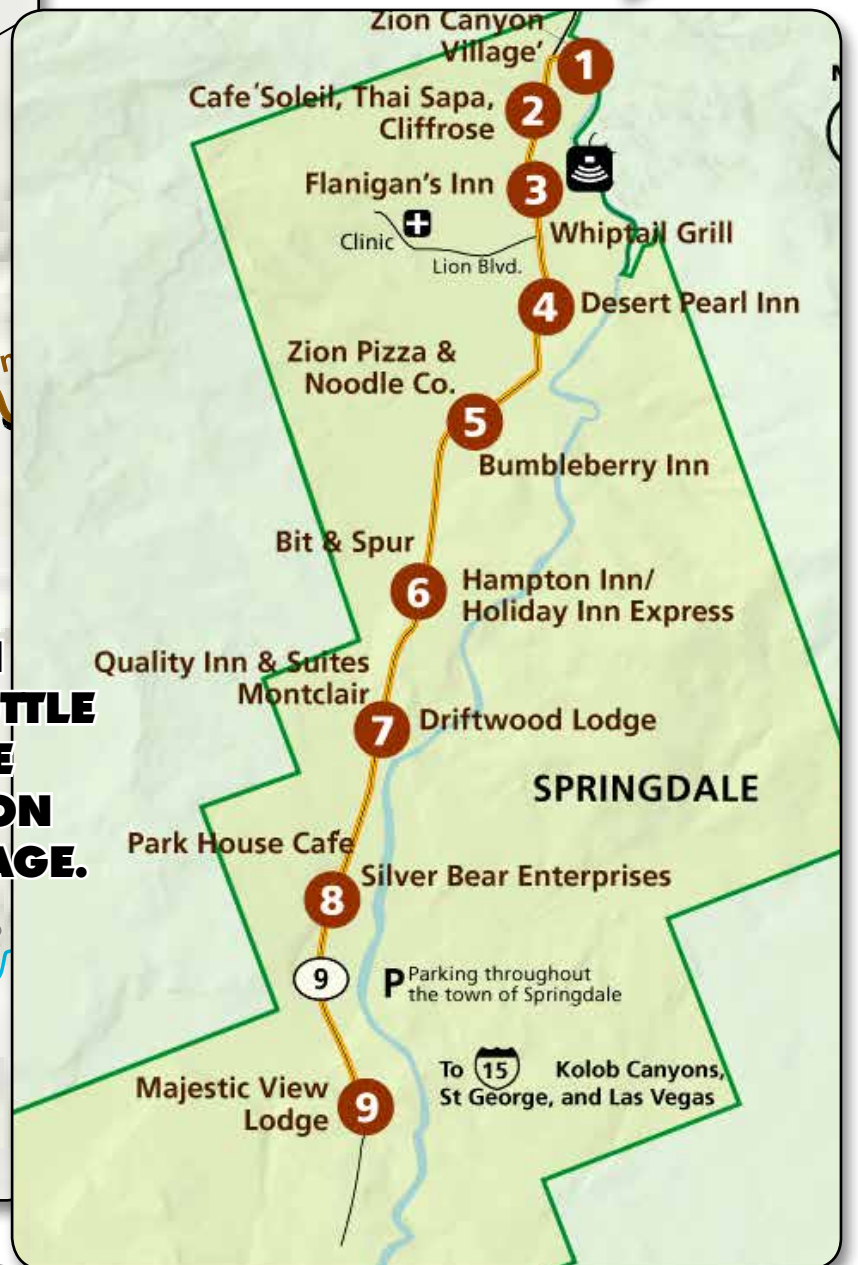 Zion Canyon
Village'
1
Cafe´Soleil, Thai Sapa,
Cliffrose
2
Flanigan's Inn
3
Clinic
Lion Blvd.
Whiptail Grill
4
Desert Pearl Inn
Zion Pizza &
Noodle Co.
5
Bumbleberry Inn
Bit & Spur
6
Hampton Inn/
Holiday Inn Express
Quality Inn & Suites
Montclair
7
Driftwood Lodge
SPRINGDALE
Park House Cafe
Silver Bear Enterprises
8
9
P Parking throughout
the town of Springdale
To 15 Kolob Canyons,
St George, and Las Vegas
Majestic View
Lodge
9
TTLE
E
ON
AGE.